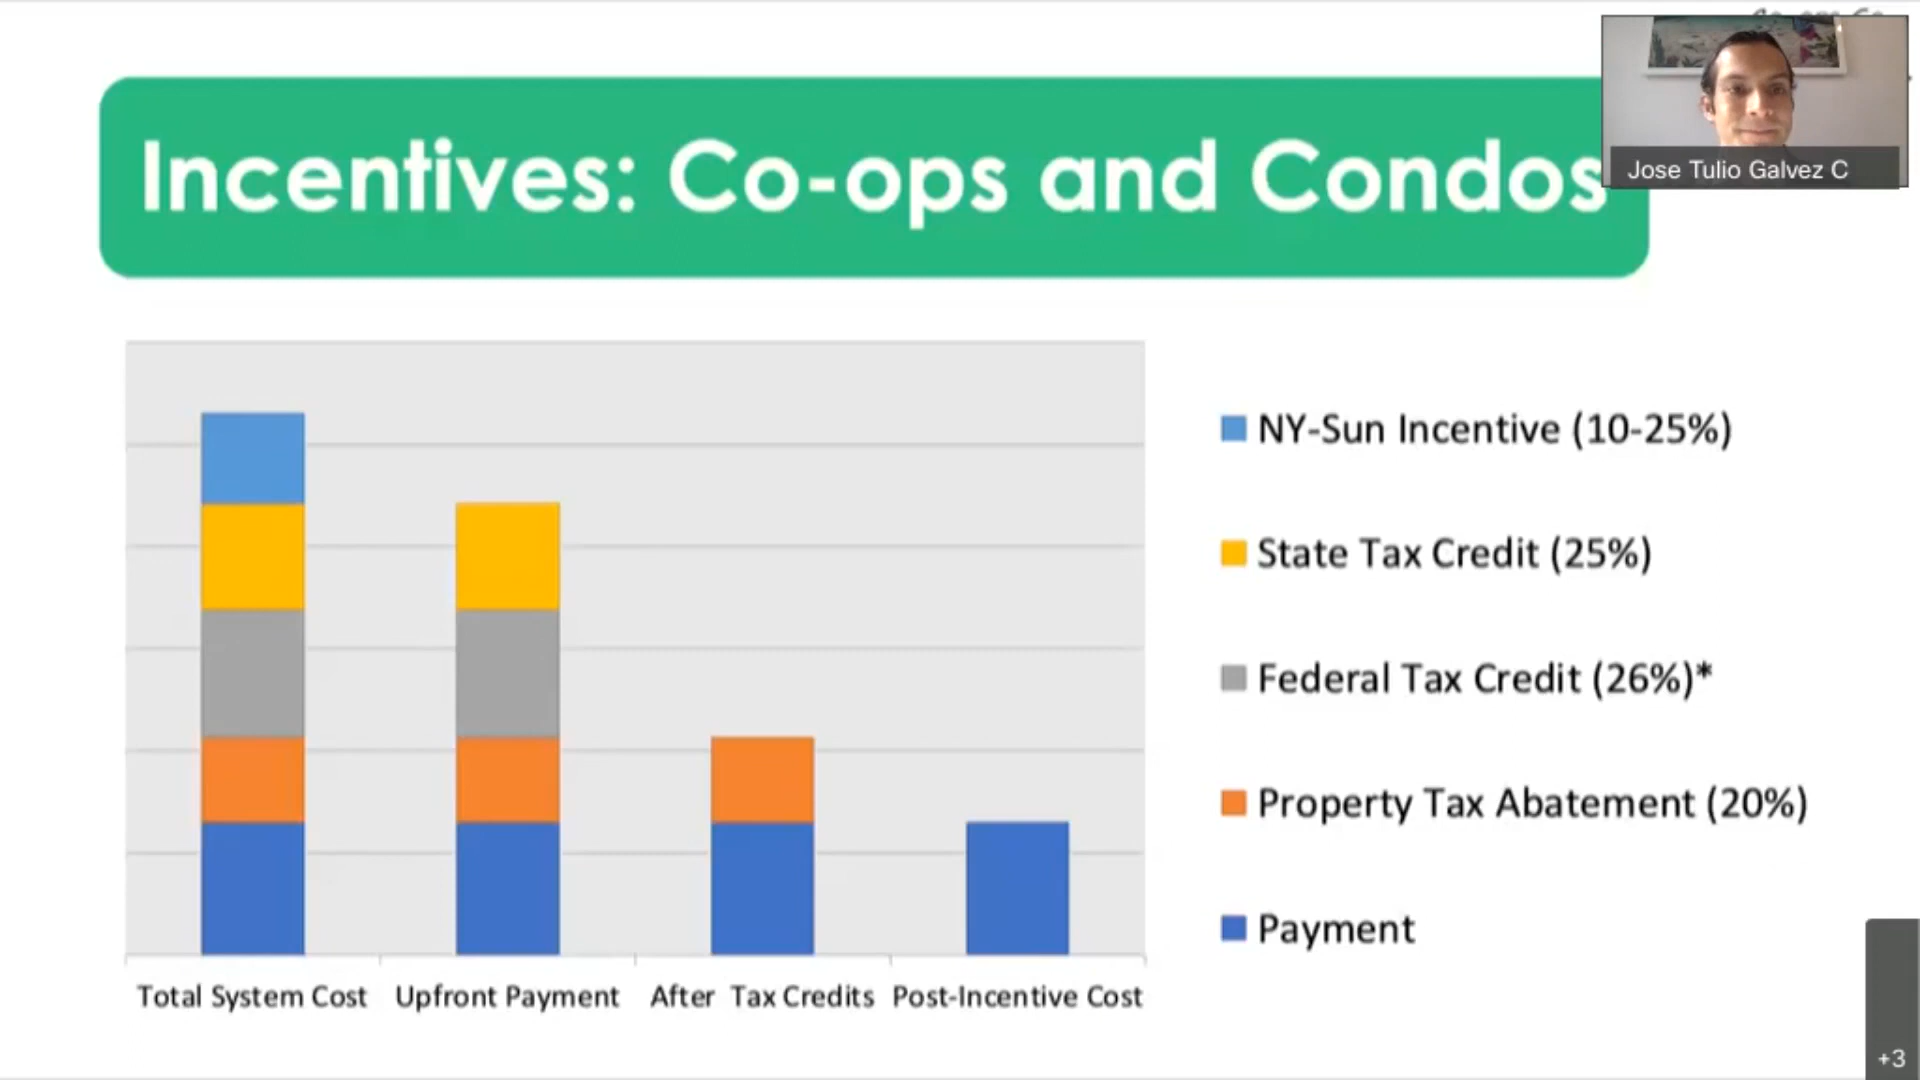 Incentives: Co-ops and Condos
Jose Tulio Galvez C
NY-Sun Incentive (10-25%)
State Tax Credit (25%)
Federal Tax Credit (26%)*
Property Tax Abatement (20%)
Payment
Total System Cost
Upfront Payment
After Tax Credits
Post-Incentive Cost
+3